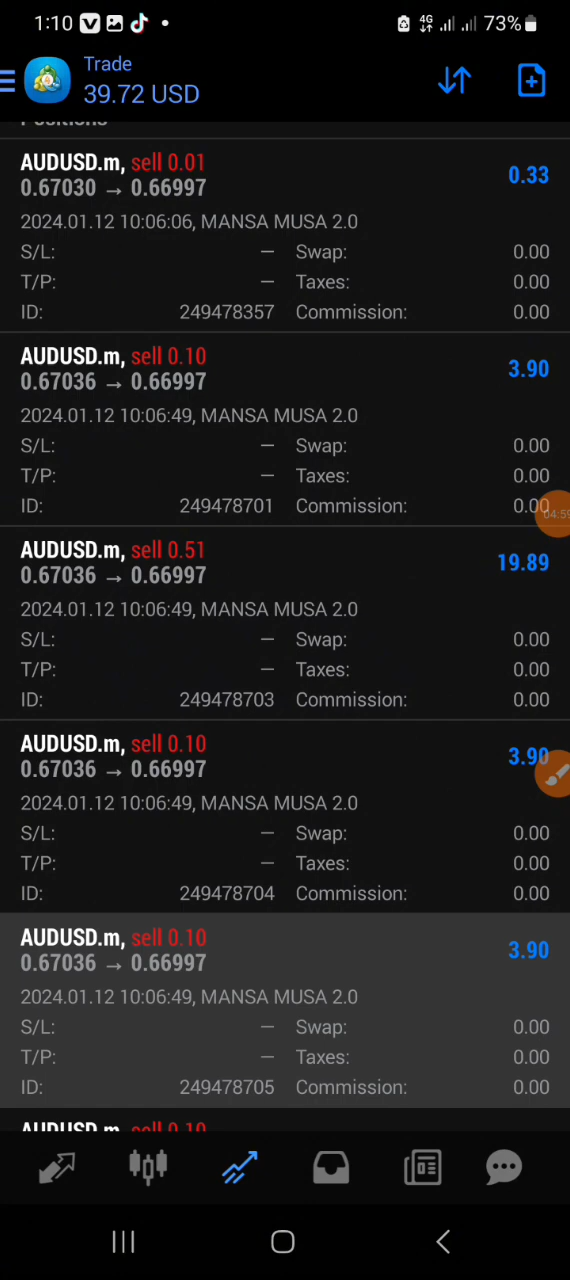 1:10 73%
4G
Trade
39.72 USD
Positions
AUDUSD.m, sell 0.01
0.67030 → 0.66997 0.33
2024.01.12 10:06:06, MANSA MUSA 2.0
S/L: – Swap: 0.00
T/P: – Taxes: 0.00
ID: 249478357 Commission: 0.00
AUDUSD.m, sell 0.10
0.67036 → 0.66997 3.90
2024.01.12 10:06:49, MANSA MUSA 2.0
S/L: – Swap: 0.00
T/P: – Taxes: 0.00
ID: 249478701 Commission: 0.00
04:59
AUDUSD.m, sell 0.51
0.67036 → 0.66997 19.89
2024.01.12 10:06:49, MANSA MUSA 2.0
S/L: – Swap: 0.00
T/P: – Taxes: 0.00
ID: 249478703 Commission: 0.00
AUDUSD.m, sell 0.10
0.67036 → 0.66997 3.90
2024.01.12 10:06:49, MANSA MUSA 2.0
S/L: – Swap: 0.00
T/P: – Taxes: 0.00
ID: 249478704 Commission: 0.00
AUDUSD.m, sell 0.10
0.67036 → 0.66997 3.90
2024.01.12 10:06:49, MANSA MUSA 2.0
S/L: – Swap: 0.00
T/P: – Taxes: 0.00
ID: 249478705 Commission: 0.00
AUDUSD.m, sell 0.10